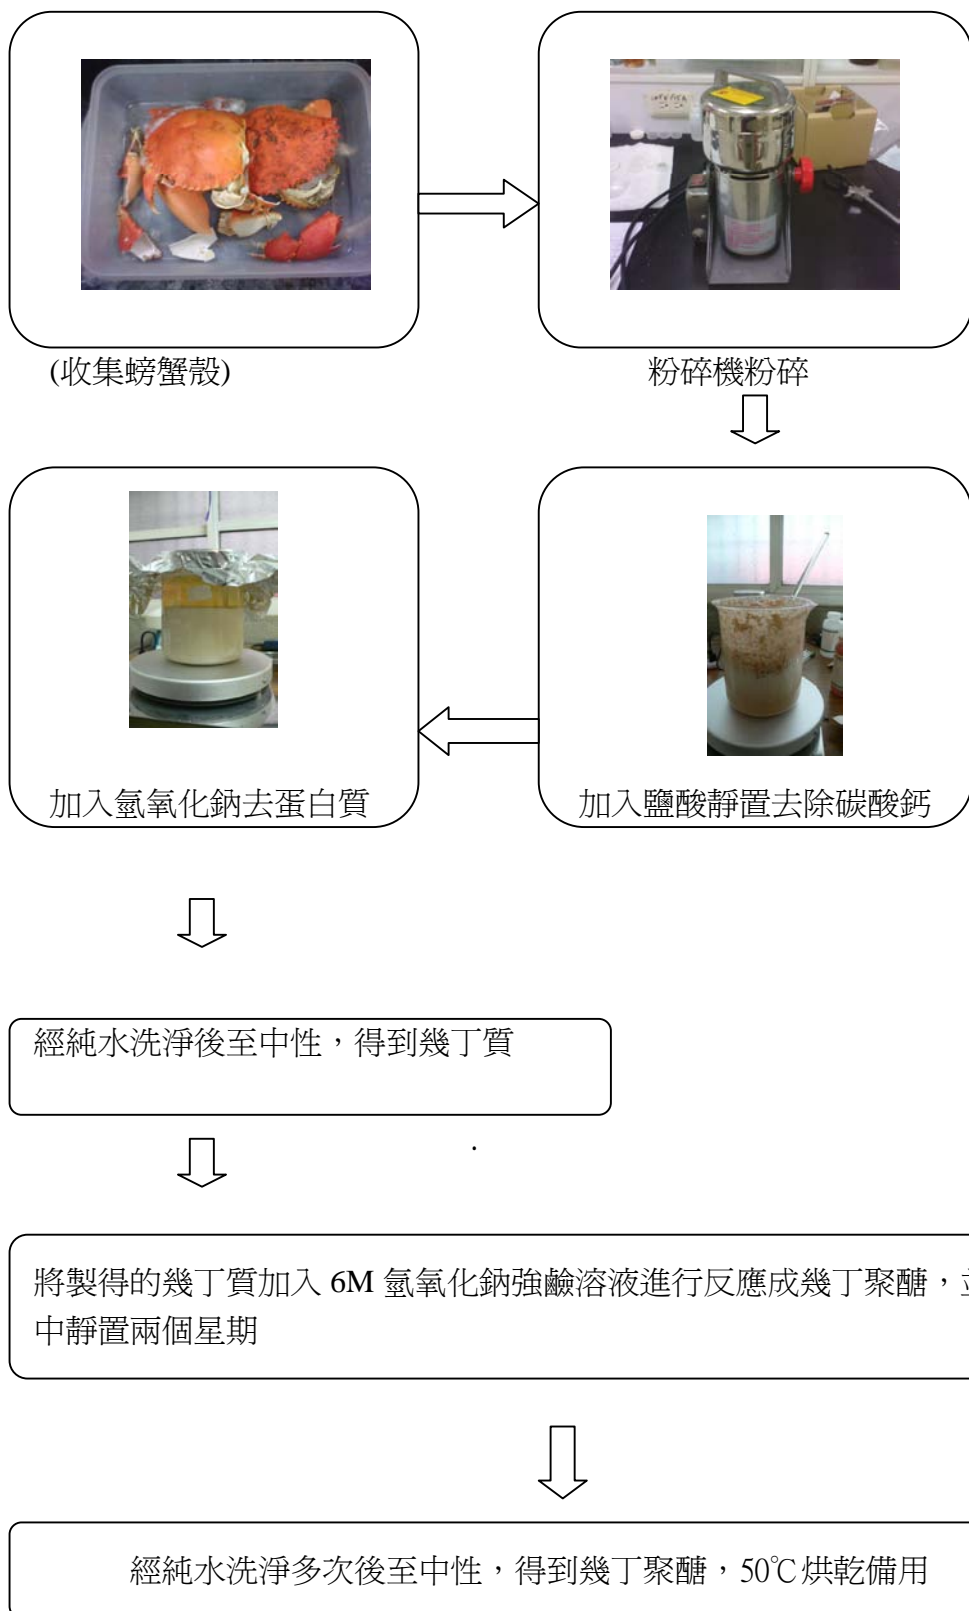 (收集螃蟹殼)
粉碎機粉碎
加入氫氧化鈉去蛋白質
加入鹽酸靜置去除碳酸鈣
經純水洗淨後至中性，得到幾丁質
.
將製得的幾丁質加入 6M 氫氧化鈉強鹼溶液進行反應成幾丁聚醣，
中靜置兩個星期
經純水洗淨多次後至中性，得到幾丁聚醣，50℃烘乾備用